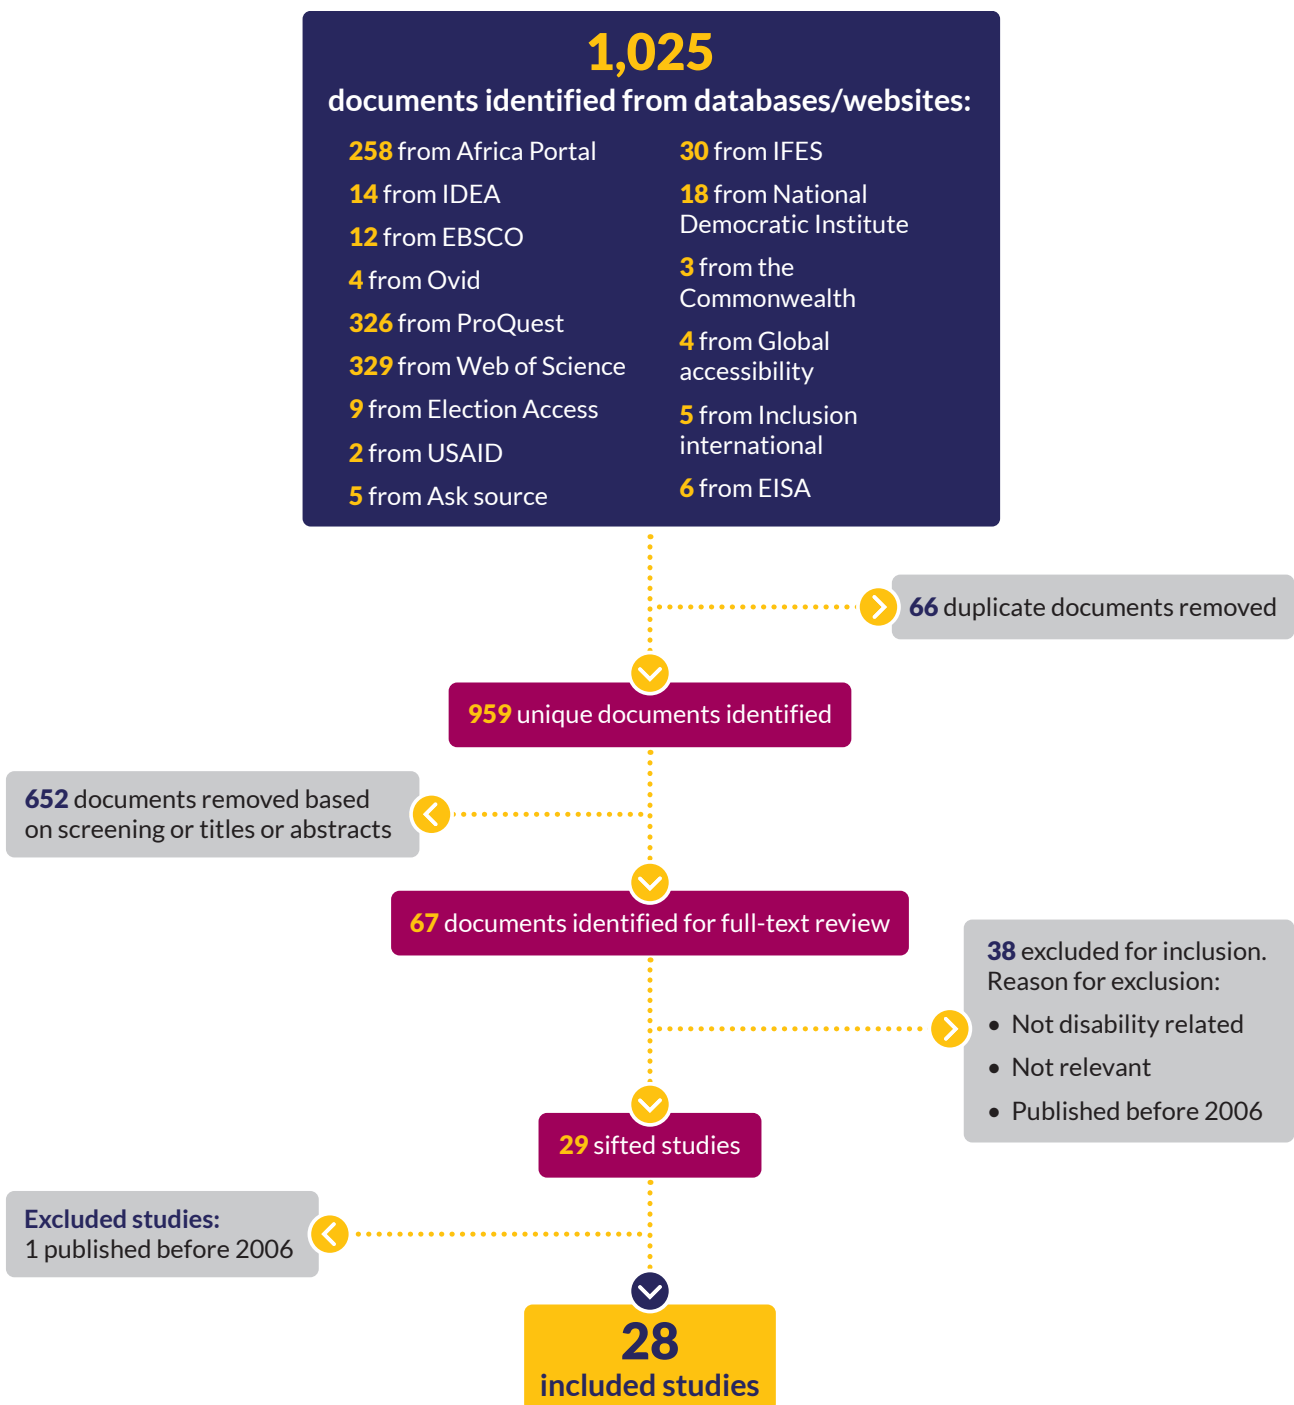 1,025
documents identified from databases/websites:
258 from Africa Portal
14 from IDEA
12 from EBSCO
4 from Ovid
326 from ProQuest
329 from Web of Science
9 from Election Access
2 from USAID
5 from Ask source
30 from IFES
18 from National
Democratic Institute
3 from the
Commonwealth
4 from Global
accessibility
5 from Inclusion
international
6 from EISA
66 duplicate documents removed
959 unique documents identified
652 documents removed based
on screening or titles or abstracts
67 documents identified for full-text review
38 excluded for inclusion.
Reason for exclusion:
• Not disability related
• Not relevant
• Published before 2006
29 sifted studies
Excluded studies:
1 published before 2006
28
included studies